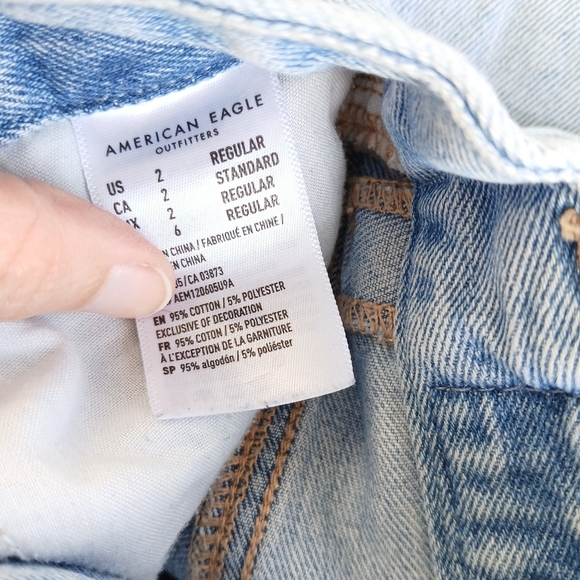 AMERICAN EAGLE
OUTFITTERS
US 2 REGULAR
CA 2 STANDARD
X 2 REGULAR
6 REGULAR
N CHINA / FABRIQUÉ EN CHINE /
EN CHINA
/ CA 03873
AEM120605U9A
EN 95% COTTON / 5% POLYESTER
EXCLUSIVE OF DECORATION
FR 95% COTON / 5% POLYESTER
À L'EXCEPTION DE LA GARNITURE
SP 95% algodón / 5% poliéster